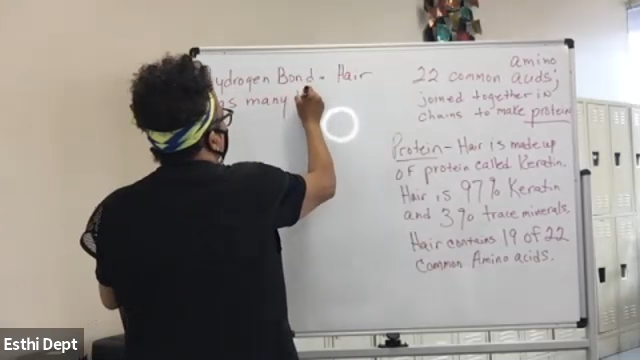 ydrogen Bond - Hair
as many
22 common amino acids;
joined together in
chains to make protein
Protein - Hair is made up
of protein called Keratin.
Hair is 97% Keratin
and 3% trace minerals.
Hair contains 19 of 22
Common Amino acids.
Esthi Dept